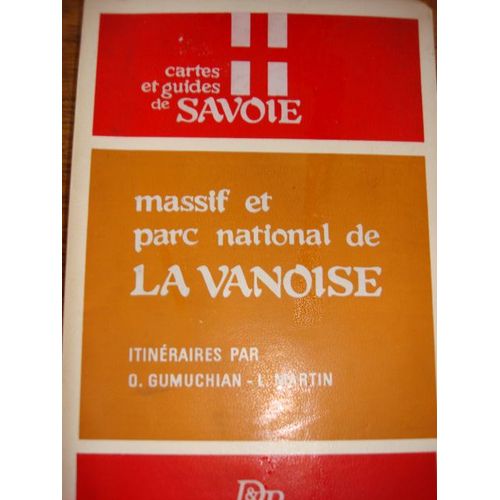 cartes
et guides
de SAVOIE
massif et
parc national de
LA VANOISE
ITINÉRAIRES PAR
O. GUMUCHIAN - L. MARTIN
D&R